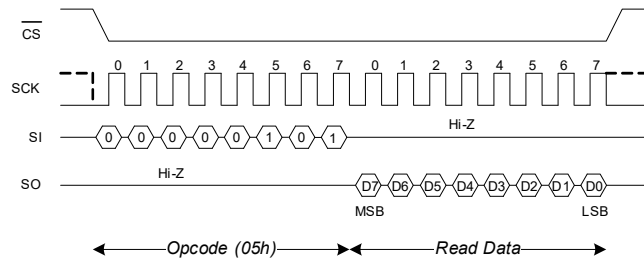 CS
0 1 2 3 4 5 6 7 0 1 2 3 4 5 6 7
SCK
Hi-Z
SI 0 0 0 0 0 1 0 1
Hi-Z
SO D7 D6 D5 D4 D3 D2 D1 D0
MSB LSB
Opcode (05h) Read Data